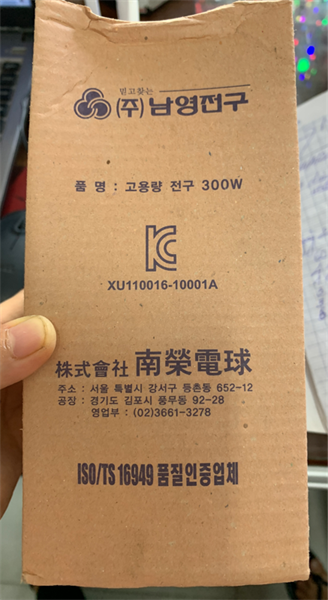 믿고찾는
(주)남영전구
품 명 : 고용량 전구 300W
XU110016-10001A
株式會社 南榮電球
주소 : 서울 특별시 강서구 등촌동 652-12
공장 : 경기도 김포시 풍무동 92-28
영업부 : (02)3661-3278
ISO/TS 16949 품질인증업체